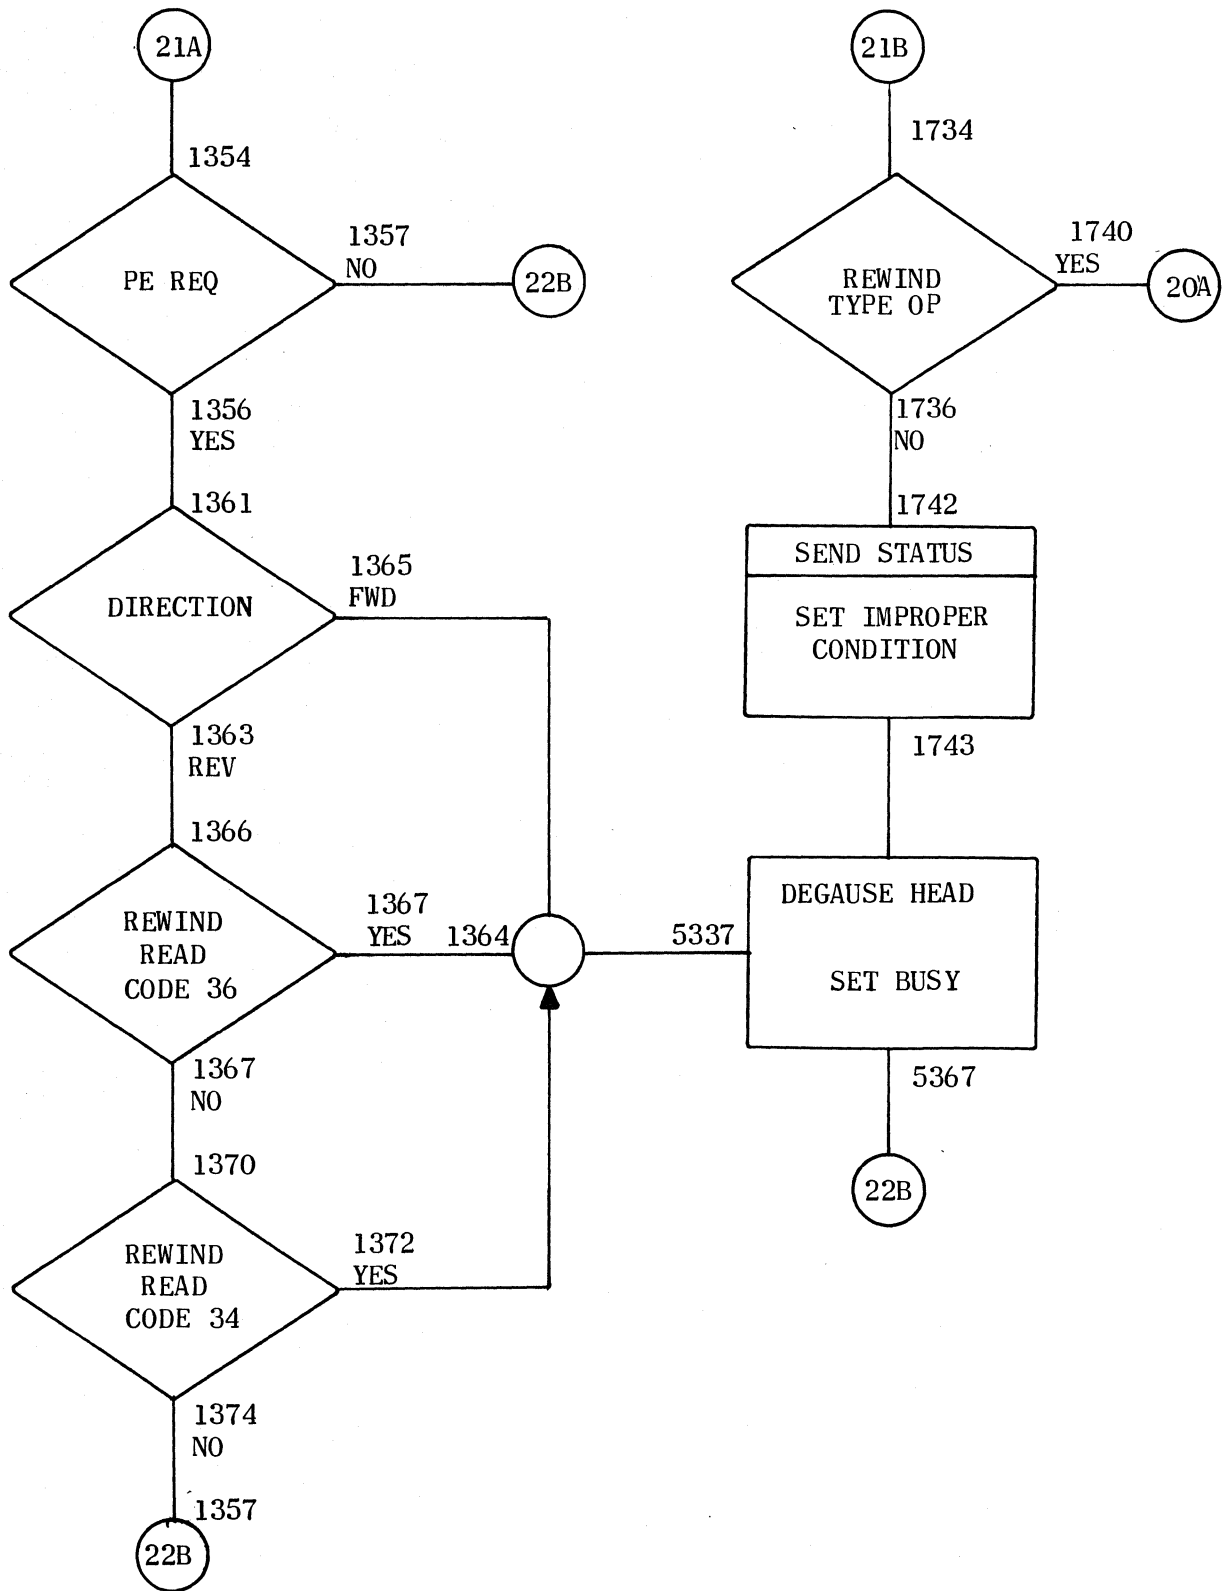 21A
1354
PE REQ
1357
NO
22B
1356
YES
1361
DIRECTION
1365
FWD
1363
REV
1366
REWIND
READ
CODE 36
1367
YES
1364
1367
NO
1370
REWIND
READ
CODE 34
1372
YES
1374
NO
1357
22B
21B
1734
REWIND
TYPE OP
1740
YES
20A
1736
NO
1742
SEND STATUS
SET IMPROPER
CONDITION
1743
5337
DEGAUSE HEAD
SET BUSY
5367
22B